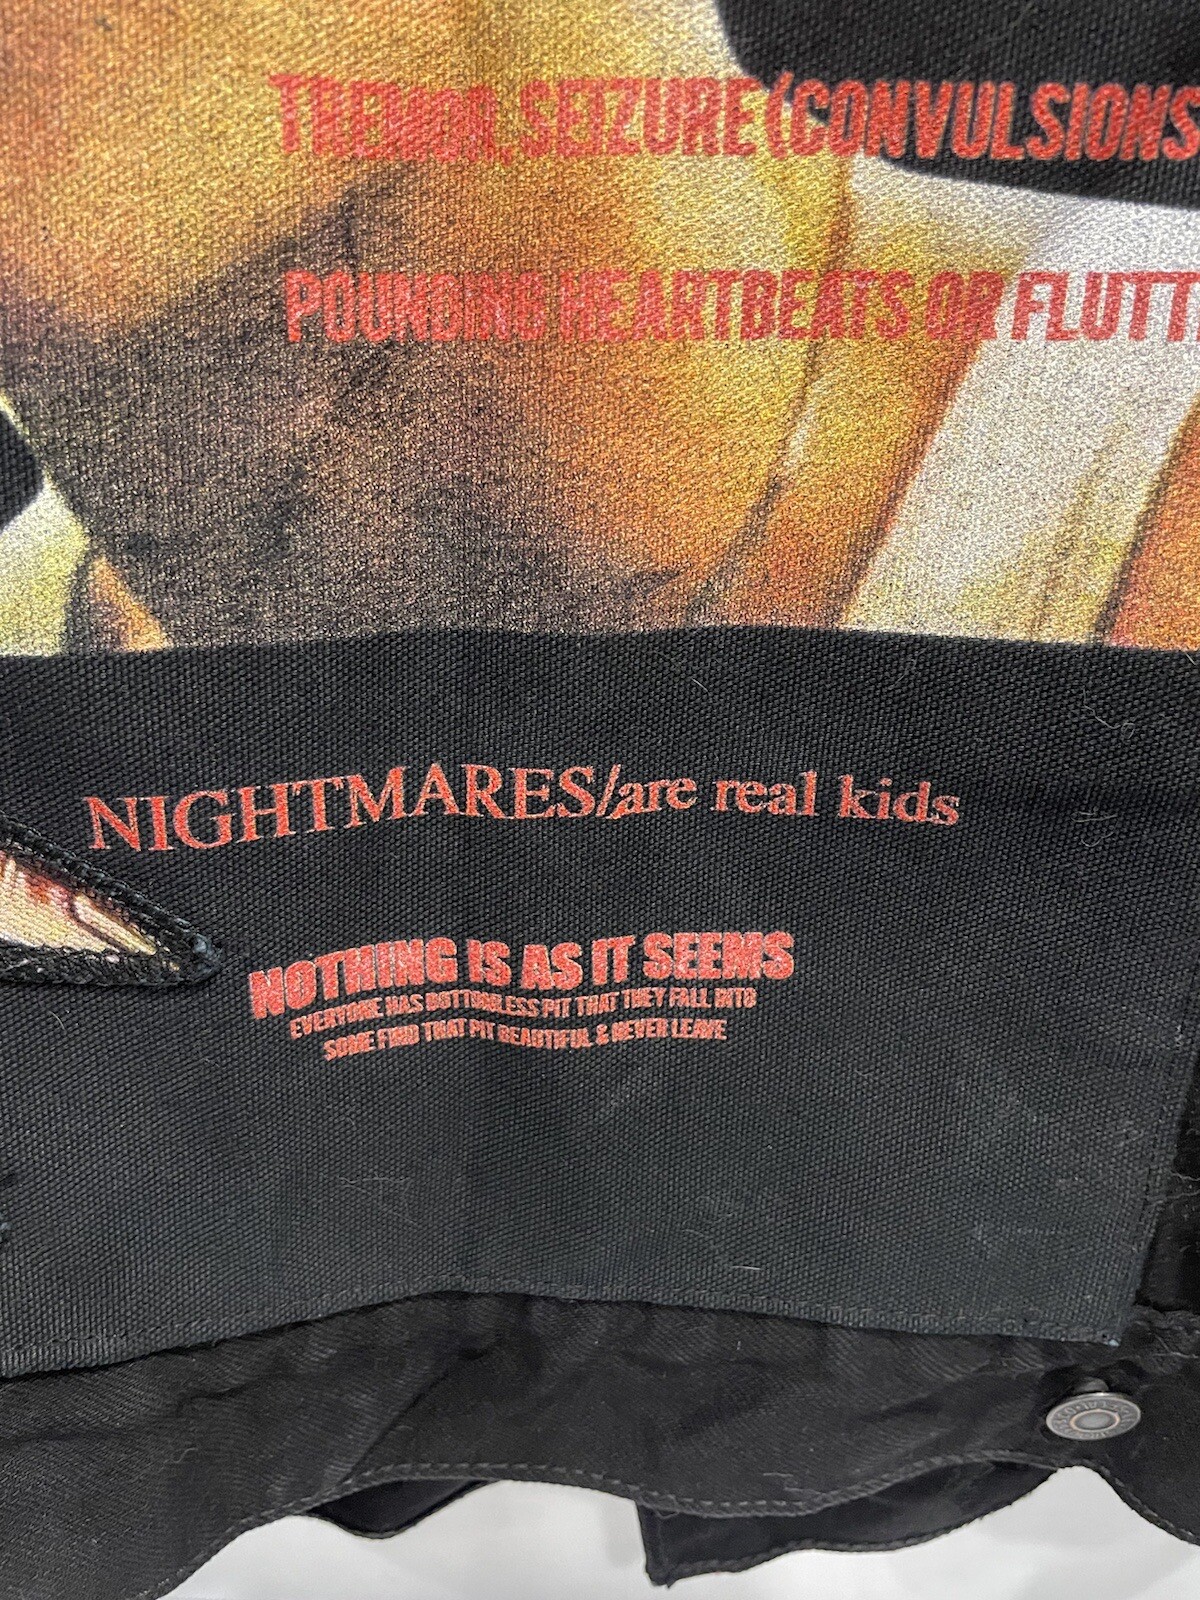 TREMOR, SEIZURE (CONVULSIONS
POUNDING HEARTBEATS OR FLUTT
NIGHTMARES/are real kids
NOTHING IS AS IT SEEMS
EVERYONE HAS BOTTOMLESS PIT THAT THEY FALL INTO
SOME FIND THAT PIT BEAUTIFUL & NEVER LEAVE